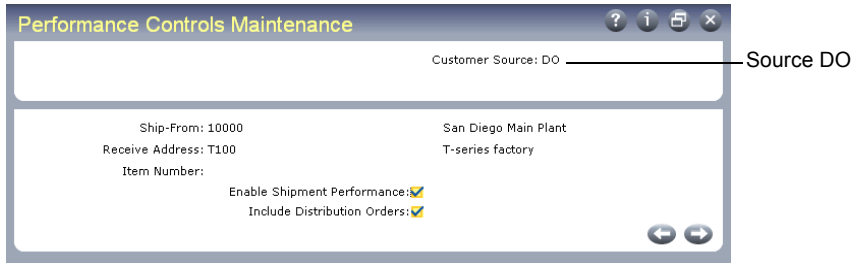 Performance Controls Maintenance
Customer Source: DO
Source DO
Ship-From: 10000 San Diego Main Plant
Receive Address: T100 T-series factory
Item Number:
Enable Shipment Performance:
Include Distribution Orders: